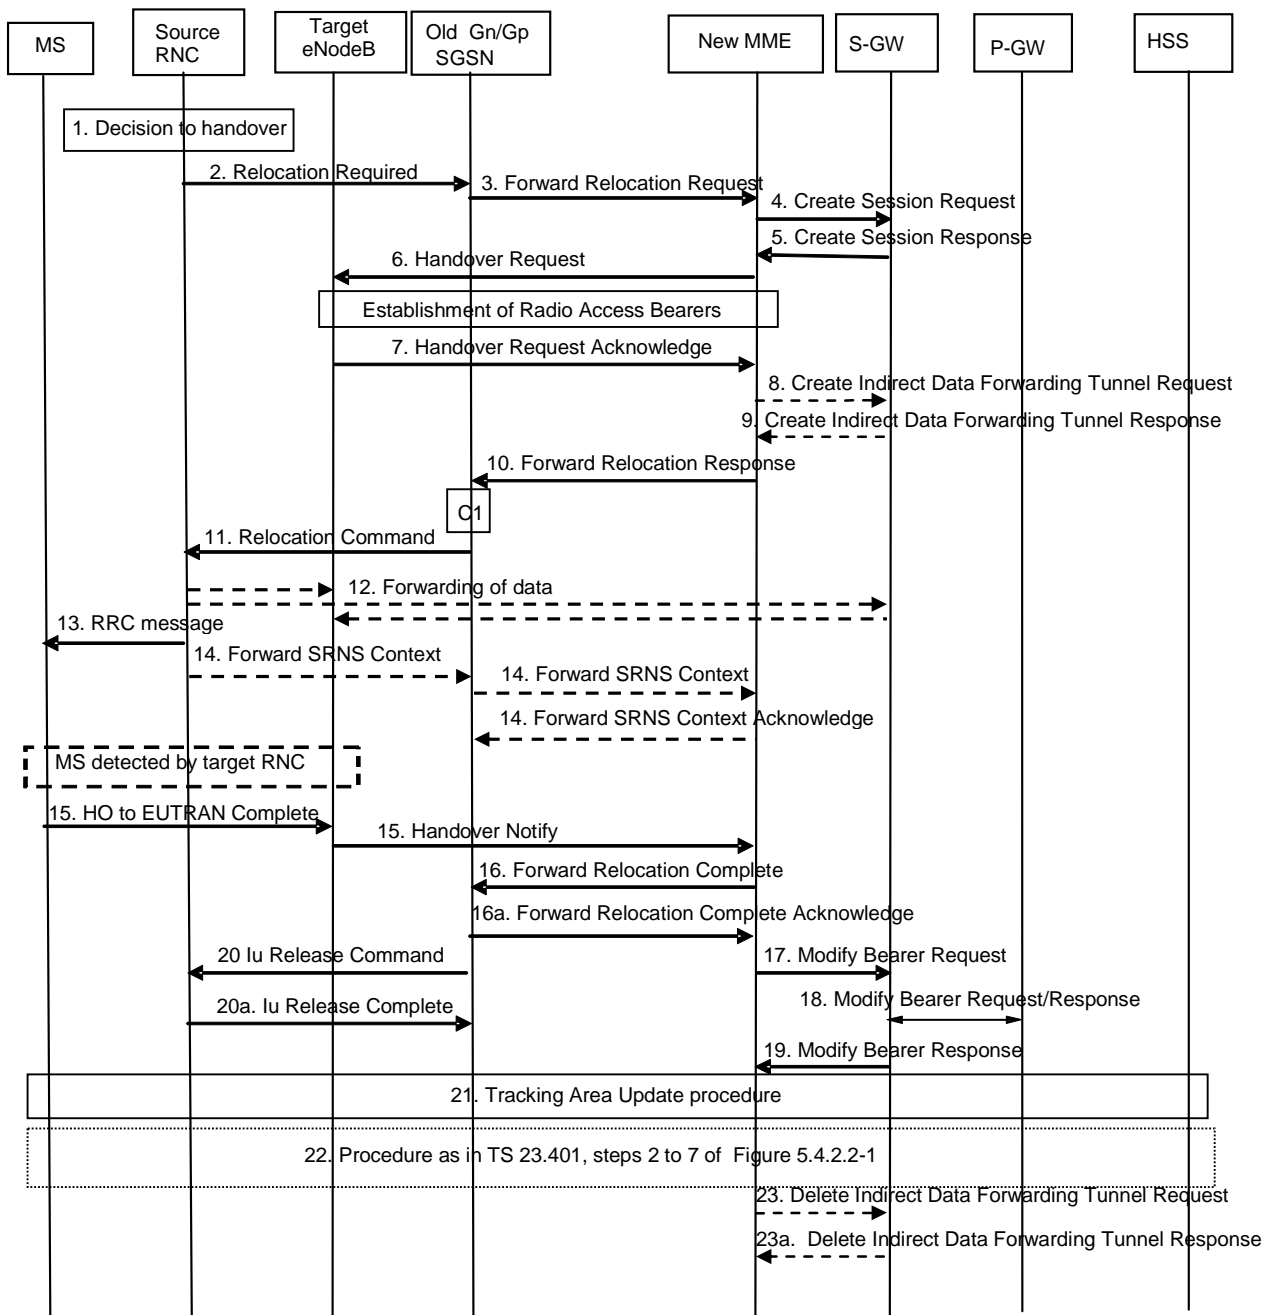 MS
Source
RNC
Target
eNodeB
Old Gn/Gp
SGSN
New MME
S-GW
P-GW
HSS
1. Decision to handover
2. Relocation Required
3. Forward Relocation Request
4. Create Session Request
5. Create Session Response
6. Handover Request
Establishment of Radio Access Bearers
7. Handover Request Acknowledge
8. Create Indirect Data Forwarding Tunnel Request
9. Create Indirect Data Forwarding Tunnel Response
10. Forward Relocation Response
C1
11. Relocation Command
12. Forwarding of data
13. RRC message
14. Forward SRNS Context
14. Forward SRNS Context
14. Forward SRNS Context Acknowledge
MS detected by target RNC
15. HO to EUTRAN Complete
15. Handover Notify
16. Forward Relocation Complete
16a. Forward Relocation Complete Acknowledge
20 Iu Release Command
17. Modify Bearer Request
20a. Iu Release Complete
18. Modify Bearer Request/Response
19. Modify Bearer Response
21. Tracking Area Update procedure
22. Procedure as in TS 23.401, steps 2 to 7 of Figure 5.4.2.2-1
23. Delete Indirect Data Forwarding Tunnel Request
23a. Delete Indirect Data Forwarding Tunnel Response